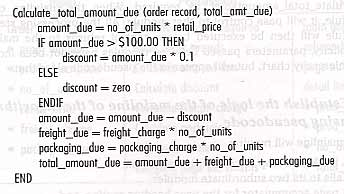 Calculate_total_amount_due (order record, total_amt_due)
amount_due = no_of_units * retail_price
IF amount_due > $100.00 THEN
discount = amount_due * 0.1
ELSE
discount = zero
ENDIF
amount_due = amount_due – discount
freight_due = freight_charge * no_of_units
packaging_due = packaging_charge * no_of_units
total_amount_due = amount_due + freight_due + packaging_due
END